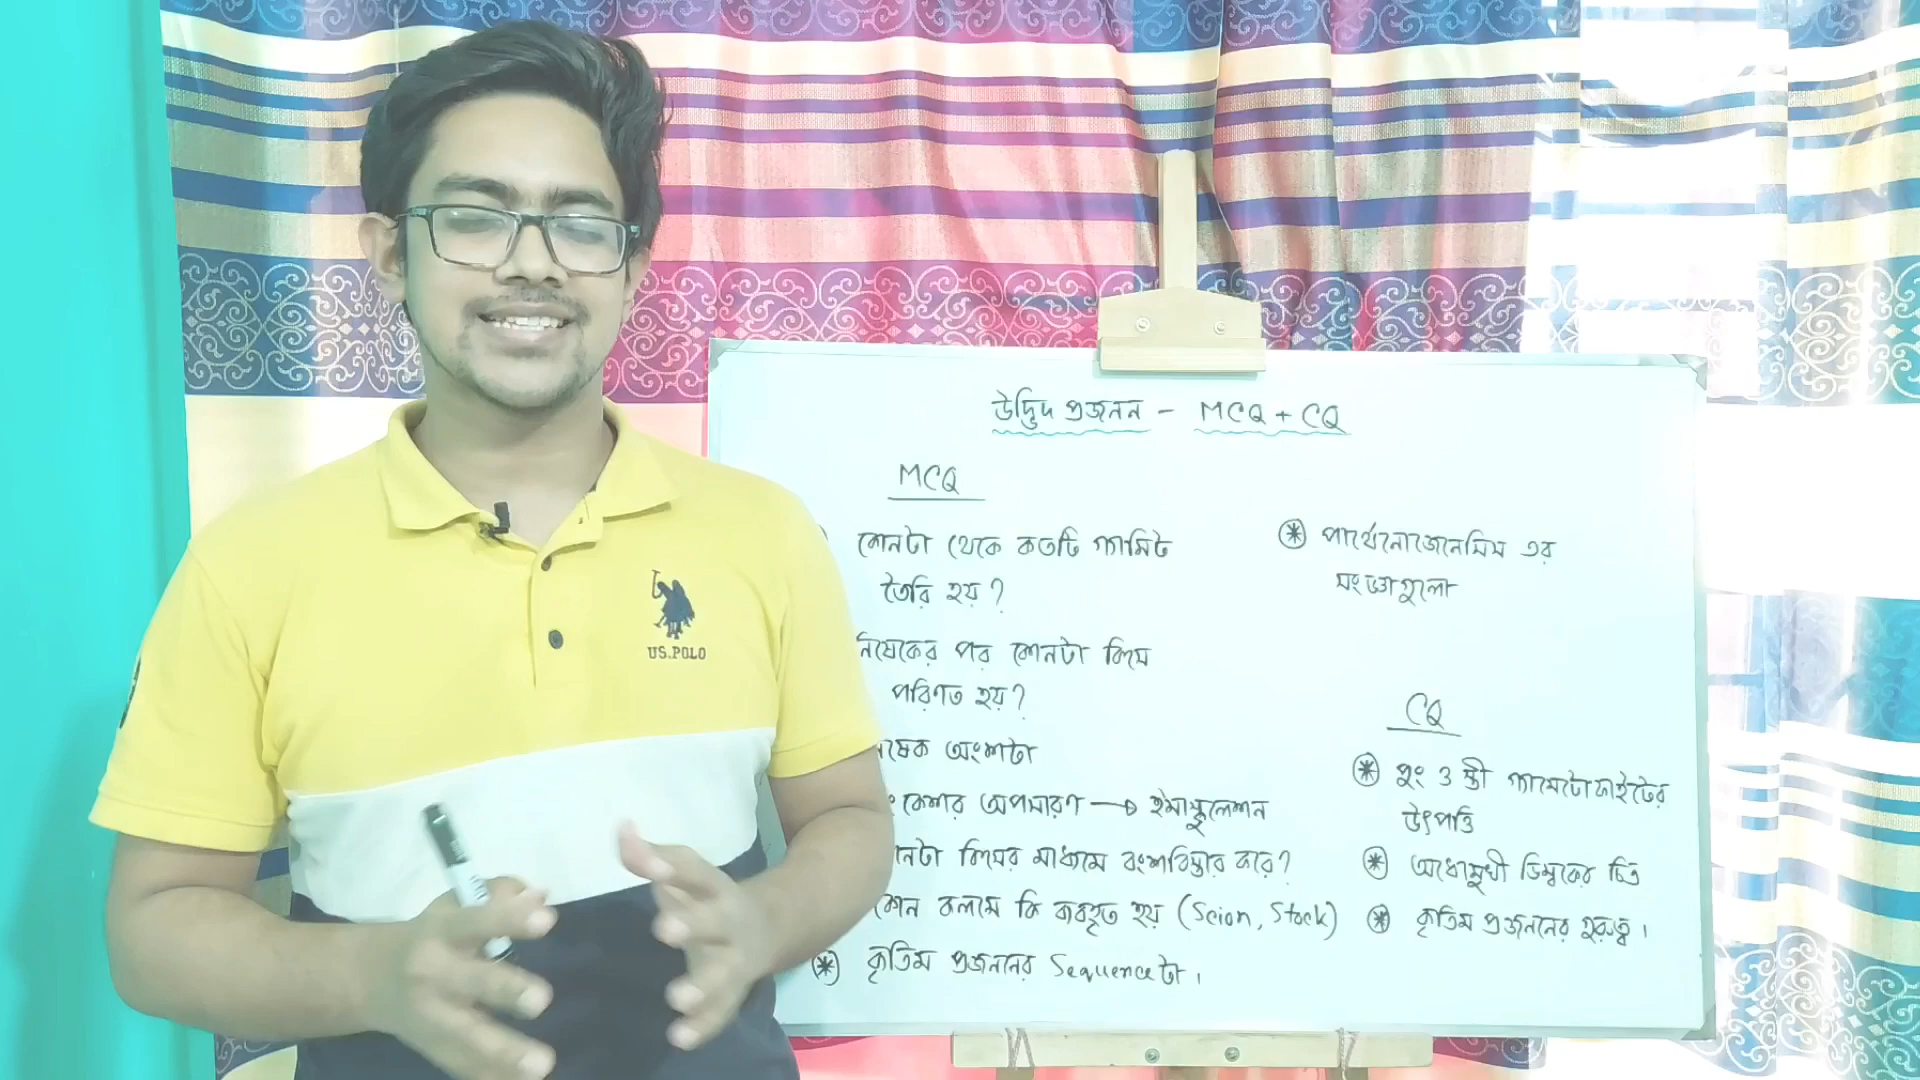 উদ্ভিদ প্রজনন - MCQ + CQ
MCQ
কোনটা থেকে কতটি গ্যামিট
তৈরি হয়?
নিষেকের পর কোনটা কিসে
পরিণত হয়?
নিষেক অংশটা
কেশর অপসারণ → ইমাস্কুলেশন
কোনটা কিসের মাধ্যমে বংশবিস্তার করে?
কোন কলমে কি ব্যবহৃত হয় (Scion, Stock)
* কৃত্রিম প্রজননের Sequence টা।
* পার্থেনোজেনেসিস এর
সংজ্ঞাগুলো
CQ
* পুং ও স্ত্রী গ্যামেটোফাইটের
উৎপত্তি
* অধোমুখী ডিম্বকের চিত্র
* কৃত্রিম প্রজননের গুরুত্ব।
U.S. POLO